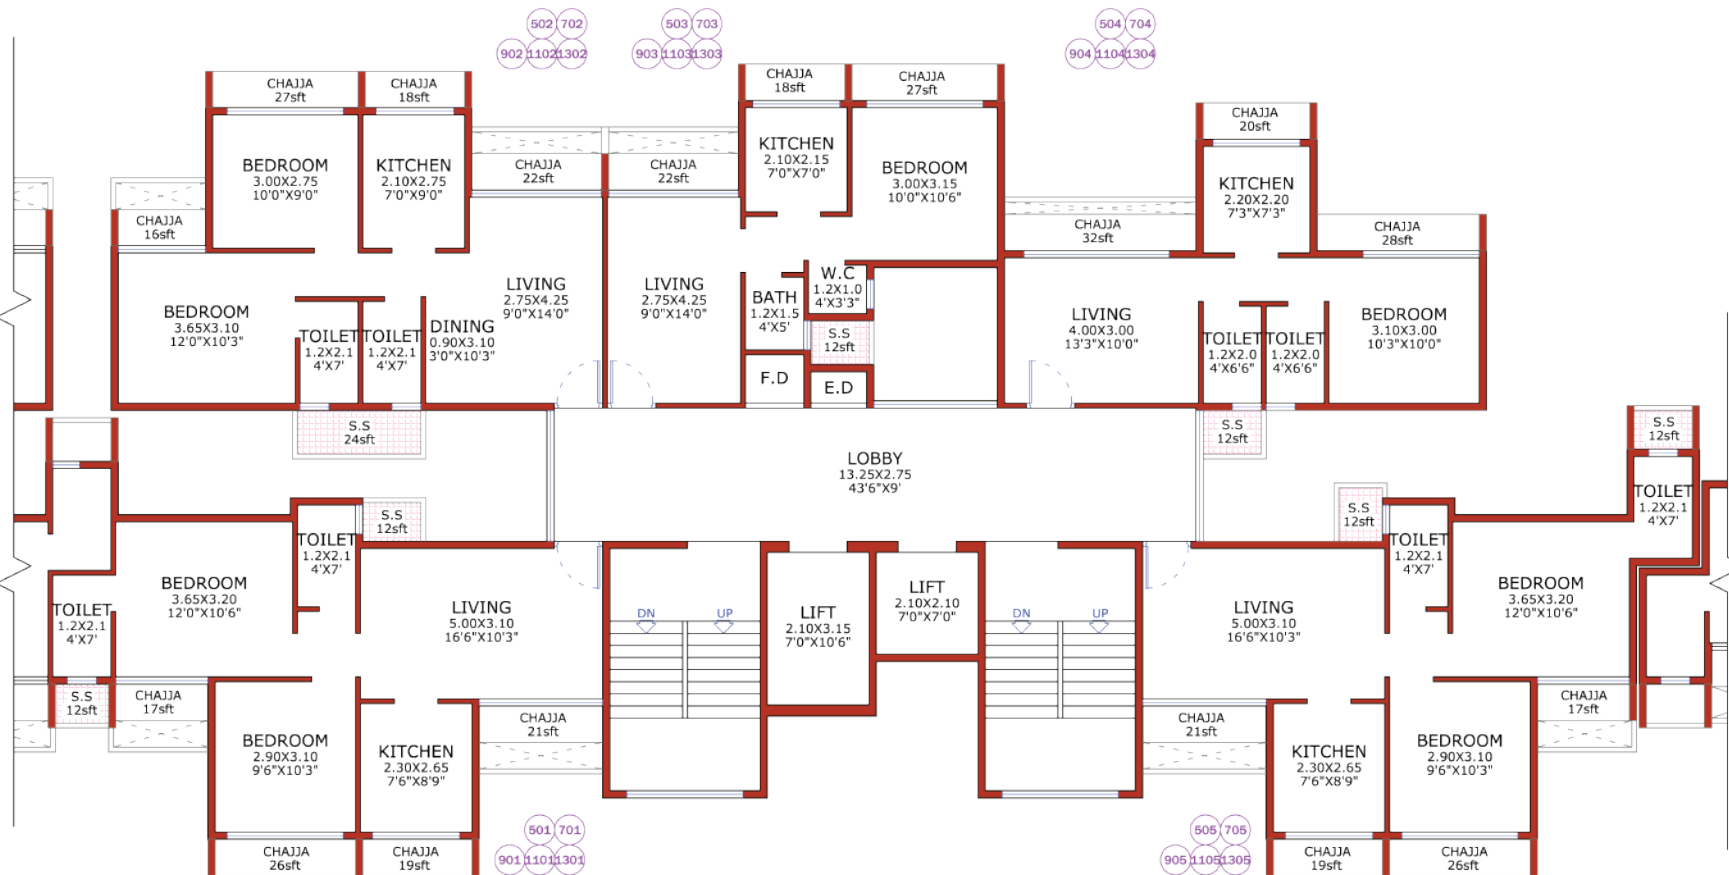 502 702
902 1102 1302
503 703
903 1103 1303
504 704
904 1104 1304
CHAJJA
27sft
CHAJJA
18sft
CHAJJA
18sft
CHAJJA
27sft
CHAJJA
20sft
BEDROOM
3.00X2.75
10'0"X9'0"
KITCHEN
2.10X2.75
7'0"X9'0"
CHAJJA
22sft
CHAJJA
22sft
KITCHEN
2.10X2.15
7'0"X7'0"
BEDROOM
3.00X3.15
10'0"X10'6"
KITCHEN
2.20X2.20
7'3"X7'3"
CHAJJA
16sft
CHAJJA
32sft
CHAJJA
28sft
BEDROOM
3.65X3.10
12'0"X10'3"
TOILET
1.2X2.1
4'X7'
TOILET
1.2X2.1
4'X7'
DINING
0.90X3.10
3'0"X10'3"
LIVING
2.75X4.25
9'0"X14'0"
LIVING
2.75X4.25
9'0"X14'0"
BATH
1.2X1.5
4'X5'
W.C
1.2X1.0
4'X3'3"
S.S
12sft
F.D
E.D
LIVING
4.00X3.00
13'3"X10'0"
TOILET
1.2X2.0
4'X6'6"
TOILET
1.2X2.0
4'X6'6"
BEDROOM
3.10X3.00
10'3"X10'0"
S.S
24sft
LOBBY
13.25X2.75
43'6"X9'
S.S
12sft
S.S
12sft
S.S
12sft
S.S
12sft
TOILET
1.2X2.1
4'X7'
TOILET
1.2X2.1
4'X7'
TOILET
1.2X2.1
4'X7'
BEDROOM
3.65X3.20
12'0"X10'6"
TOILET
1.2X2.1
4'X7'
LIVING
5.00X3.10
16'6"X10'3"
DN UP
LIFT
2.10X3.15
7'0"X10'6"
LIFT
2.10X2.10
7'0"X7'0"
DN UP
LIVING
5.00X3.10
16'6"X10'3"
BEDROOM
3.65X3.20
12'0"X10'6"
S.S
12sft
CHAJJA
17sft
CHAJJA
21sft
CHAJJA
21sft
CHAJJA
17sft
BEDROOM
2.90X3.10
9'6"X10'3"
KITCHEN
2.30X2.65
7'6"X8'9"
KITCHEN
2.30X2.65
7'6"X8'9"
BEDROOM
2.90X3.10
9'6"X10'3"
CHAJJA
26sft
CHAJJA
19sft
501 701
901 1101 1301
505 705
905 1105 1305
CHAJJA
19sft
CHAJJA
26sft